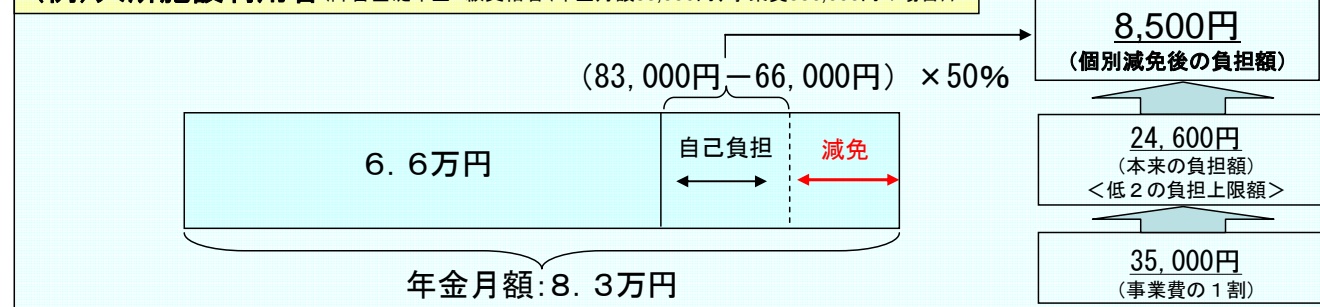 8,500円
（個別減免後の負担額）
（83,000円－66,000円）×50％
6．6万円
自己負担
減免
24,600円
（本来の負担額）
＜低２の負担上限額＞
年金月額：8．3万円
35,000円
（事業費の１割）